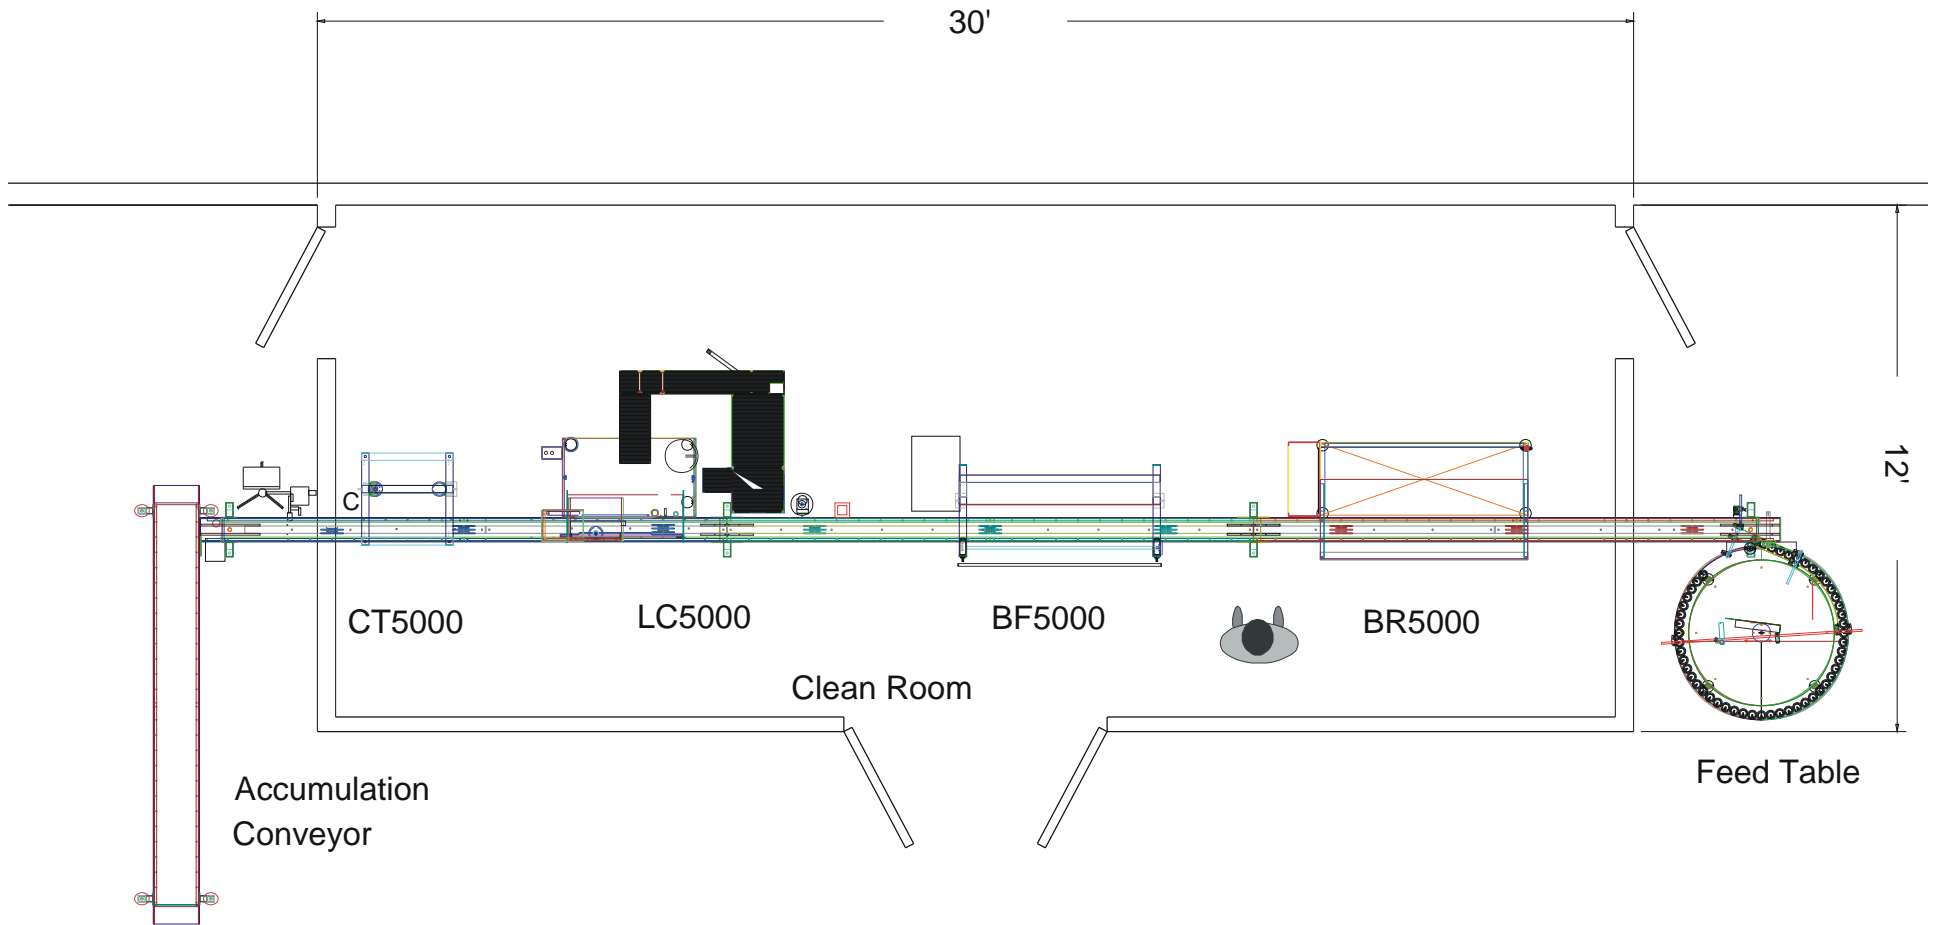 30'
12'
C
CT5000
LC5000
BF5000
BR5000
Clean Room
Feed Table
Accumulation
Conveyor